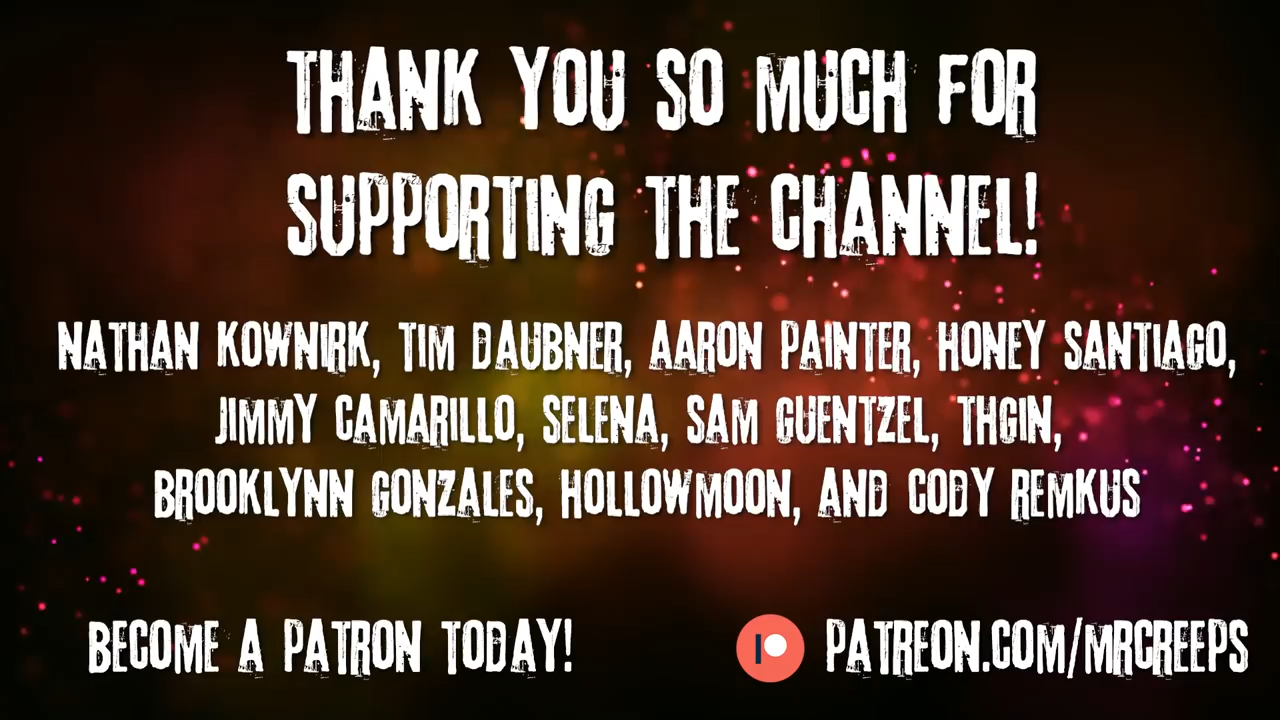 THANK YOU SO MUCH FOR
SUPPORTING THE CHANNEL!
NATHAN KOWNIRK, TIM DAUBNER, AARON PAINTER, HONEY SANTIAGO,
JIMMY CAMARILLO, SELENA, SAM GUENTZEL, THGIN,
BROOKLYNN GONZALES, HOLLOWMOON, AND CODY REMKUS
BECOME A PATRON TODAY!
PATREON.COM/MRCREEPS